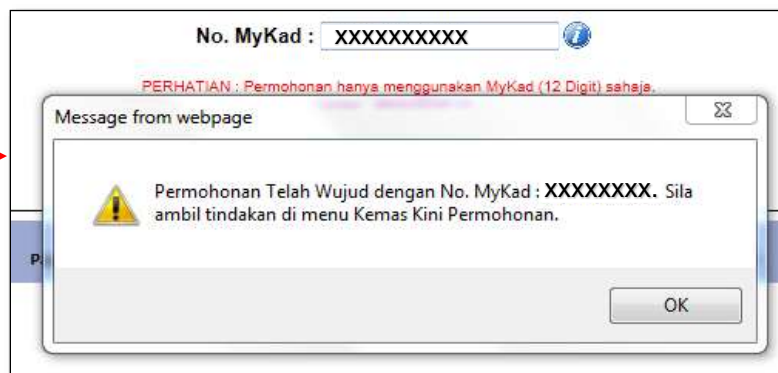 No. MyKad : XXXXXXXXXX
PERHATIAN : Permohonan hanya menggunakan MyKad (12 Digit) sahaja.
Message from webpage
Permohonan Telah Wujud dengan No. MyKad : XXXXXXXX. Sila
ambil tindakan di menu Kemas Kini Permohonan.
OK